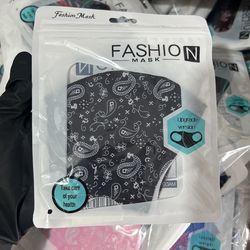 Fashion Mask
FASHION
MASK
Upgrade
version
Take care
of your
health